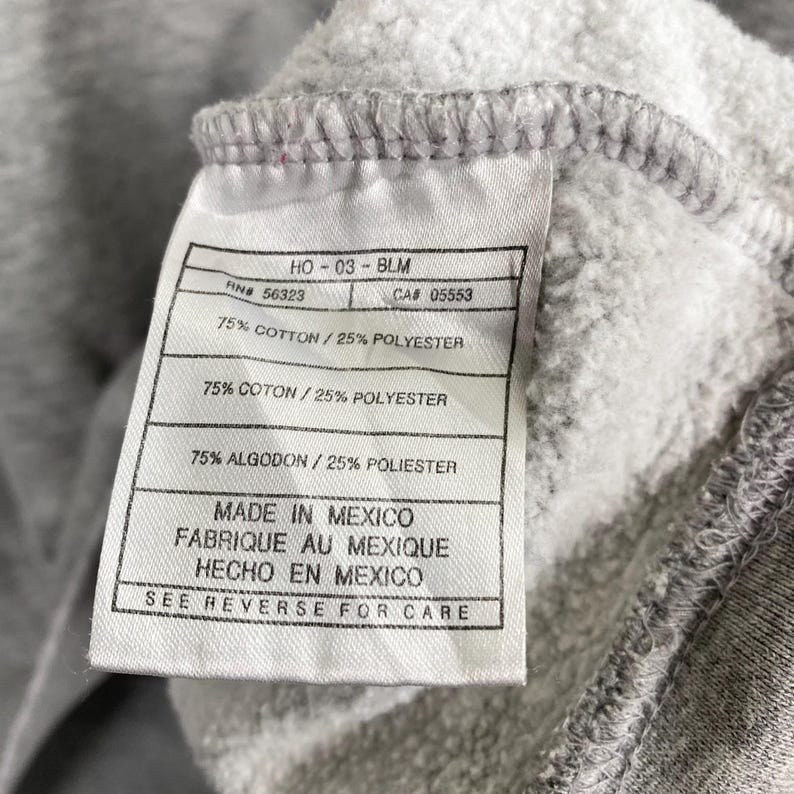 HO - 03 - BLM
RN# 56323 CA# 05553
75% COTTON / 25% POLYESTER
75% COTON / 25% POLYESTER
75% ALGODON / 25% POLIESTER
MADE IN MEXICO
FABRIQUE AU MEXIQUE
HECHO EN MEXICO
SEE REVERSE FOR CARE